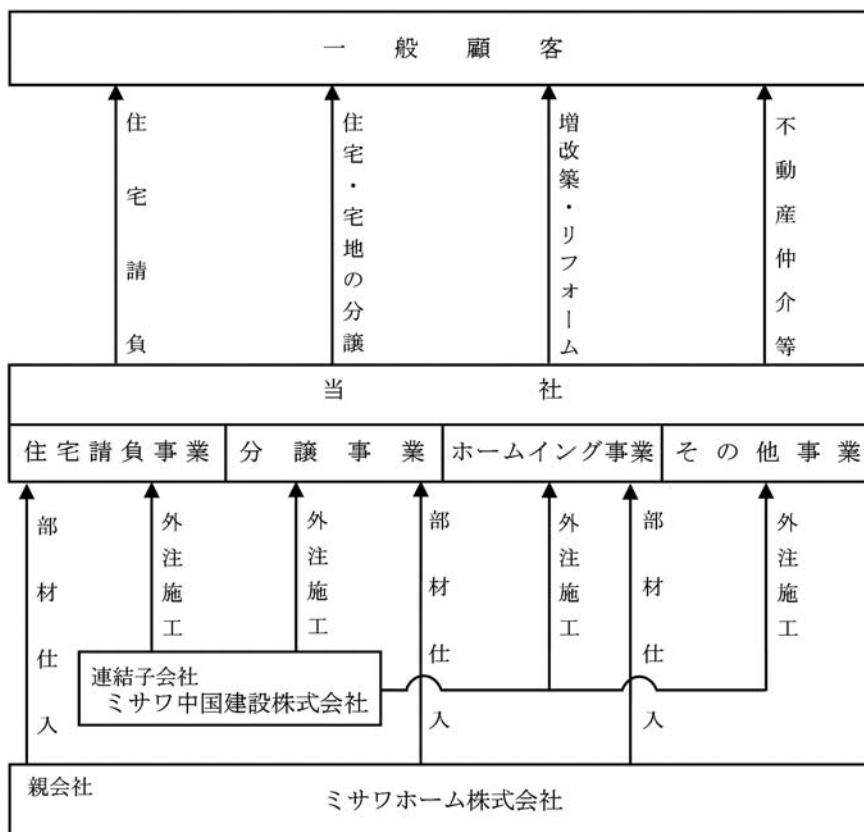 一般顧客
住宅請負
住宅・宅地の分譲
増改築・リフォーム
不動産仲介等
当社
住宅請負事業
分譲事業
ホームイング事業
その他事業
部材仕入
外注施工
外注施工
部材仕入
外注施工
部材仕入
外注施工
連結子会社
ミサワ中国建設株式会社
親会社
ミサワホーム株式会社